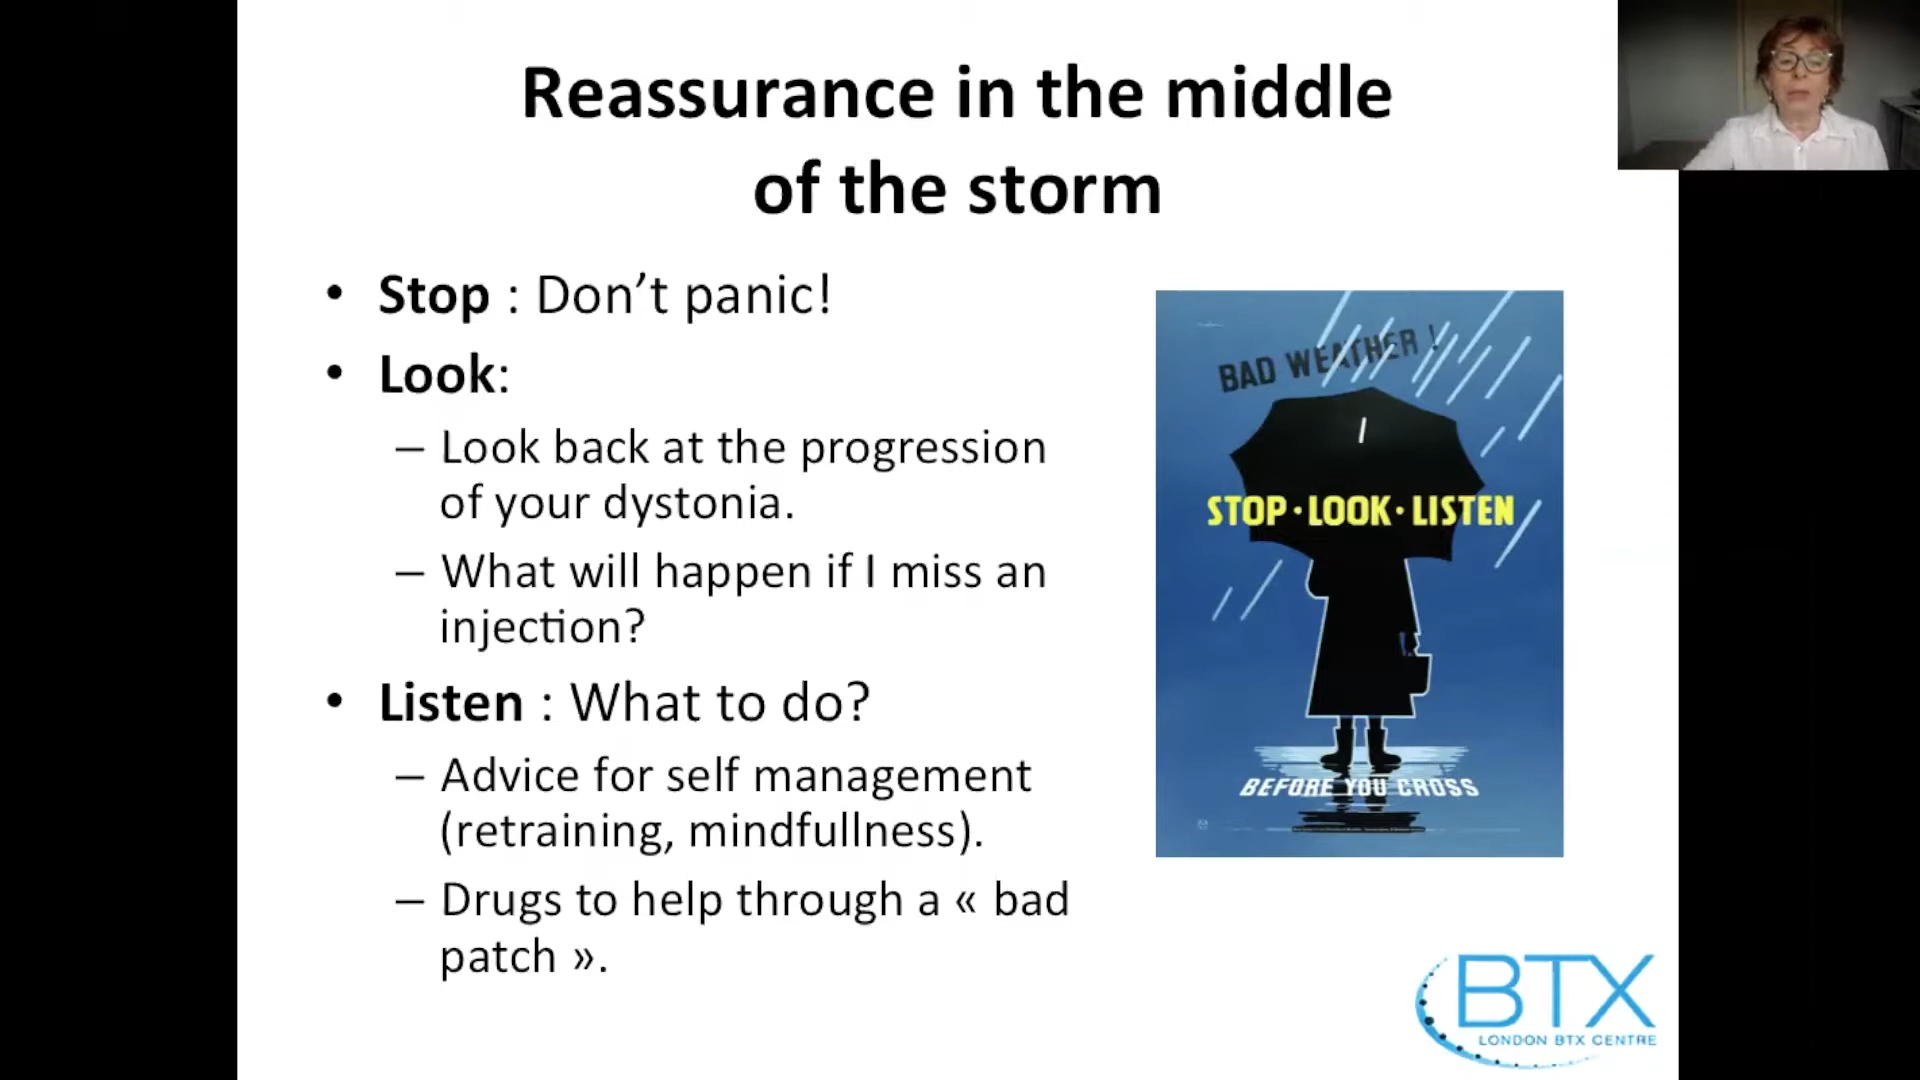 Reassurance in the middle
of the storm
• Stop : Don’t panic!
• Look:
– Look back at the progression
of your dystonia.
– What will happen if I miss an
injection?
• Listen : What to do?
– Advice for self management
(retraining, mindfullness).
– Drugs to help through a « bad
patch ».
BAD WEATHER !
STOP · LOOK · LISTEN
BEFORE YOU CROSS
BTX
LONDON BTX CENTRE